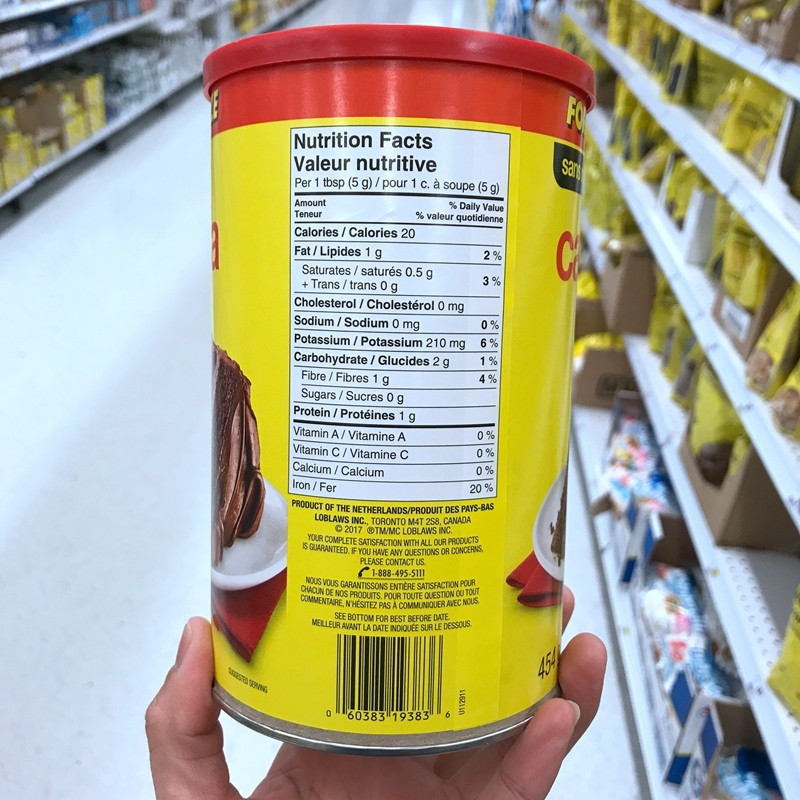 Nutrition Facts
Valeur nutritive
Per 1 tbsp (5 g) / pour 1 c. à soupe (5 g)
Amount % Daily Value
Teneur % valeur quotidienne
Calories / Calories 20
Fat / Lipides 1 g 2 %
Saturates / saturés 0.5 g
+ Trans / trans 0 g 3 %
Cholesterol / Cholestérol 0 mg
Sodium / Sodium 0 mg 0 %
Potassium / Potassium 210 mg 6 %
Carbohydrate / Glucides 2 g 1 %
Fibre / Fibres 1 g 4 %
Sugars / Sucres 0 g
Protein / Protéines 1 g
Vitamin A / Vitamine A 0 %
Vitamin C / Vitamine C 0 %
Calcium / Calcium 0 %
Iron / Fer 20 %
PRODUCT OF THE NETHERLANDS/PRODUIT DES PAYS-BAS
LOBLAWS INC., TORONTO M4T 2S8, CANADA
© 2017 ®TM/MC LOBLAWS INC.
YOUR COMPLETE SATISFACTION WITH ALL OUR PRODUCTS
IS GUARANTEED. IF YOU HAVE ANY QUESTIONS OR CONCERNS,
PLEASE CONTACT US.
1-888-495-5111
NOUS VOUS GARANTISSONS ENTIÈRE SATISFACTION POUR
CHACUN DE NOS PRODUITS. POUR TOUTE QUESTION OU TOUT
COMMENTAIRE, N'HÉSITEZ PAS À COMMUNIQUER AVEC NOUS.
SEE BOTTOM FOR BEST BEFORE DATE.
MEILLEUR AVANT LA DATE INDIQUÉE SUR LE DESSOUS.
SUGGESTED SERVING
0 60383 19383 6
U112911
sans
454